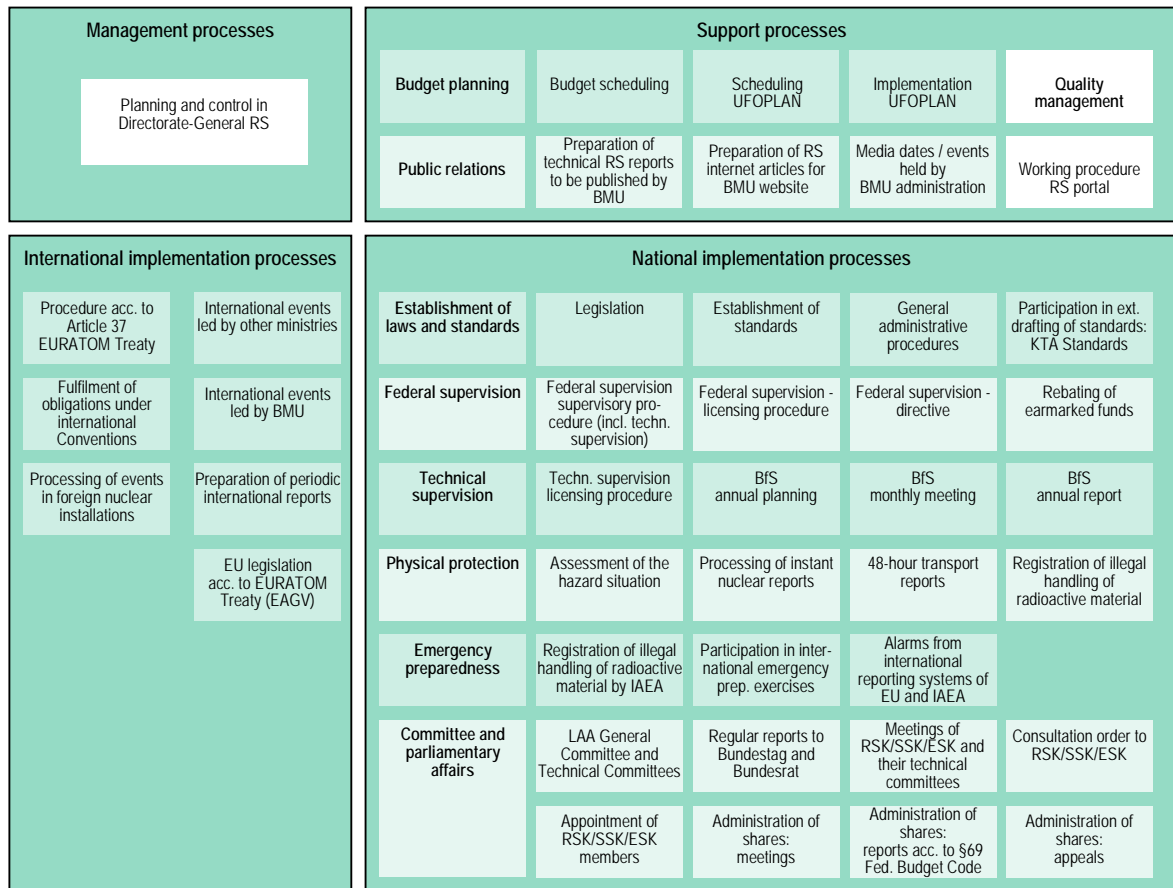 Management processes
Planning and control in
Directorate-General RS
Support processes
Budget planning
Budget scheduling
Scheduling
UFOPLAN
Implementation
UFOPLAN
Quality
management
Public relations
Preparation of
technical RS reports
to be published by
BMU
Preparation of RS
internet articles for
BMU website
Media dates / events
held by
BMU administration
Working procedure
RS portal
International implementation processes
Procedure acc. to
Article 37
EURATOM Treaty
International events
led by other ministries
Fulfilment of
obligations under
international
Conventions
International events
led by BMU
Processing of events
in foreign nuclear
installations
Preparation of periodic
international reports
EU legislation
acc. to EURATOM
Treaty (EAGV)
National implementation processes
Establishment of
laws and standards
Legislation
Establishment of
standards
General
administrative
procedures
Participation in ext.
drafting of standards:
KTA Standards
Federal supervision
Federal supervision
supervisory pro-
cedure (incl. techn.
supervision)
Federal supervision -
licensing procedure
Federal supervision -
directive
Rebating
of earmarked funds
Technical
supervision
Techn. supervision
licensing procedure
BfS
annual planning
BfS
monthly meeting
BfS
annual report
Physical protection
Assessment of the
hazard situation
Processing of instant
nuclear reports
48-hour transport
reports
Registration of illegal
handling of
radioactive material
Emergency
preparedness
Registration of illegal
handling of radioactive
material by IAEA
Participation in inter-
national emergency
prep. exercises
Alarms from
international
reporting systems of
EU and IAEA
Committee and
parliamentary
affairs
LAA General
Committee and
Technical Committees
Regular reports to
Bundestag and
Bundesrat
Meetings of
RSK/SSK/ESK and
their technical
committees
Consultation order to
RSK/SSK/ESK
Appointment of
RSK/SSK/ESK
members
Administration of
shares:
meetings
Administration of
shares:
reports acc. to §69
Fed. Budget Code
Administration of
shares:
appeals